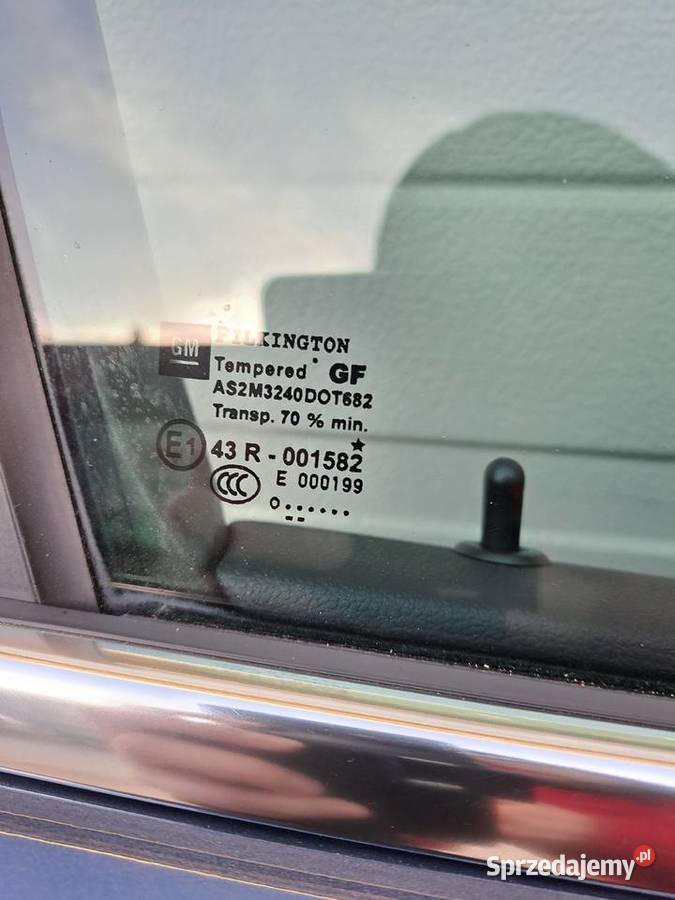 GM
PILKINGTON
Tempered GF
AS2M3240DOT682
Transp. 70 % min.
E1 43 R - 001582
CCC E 000199
Sprzedajemy.pl